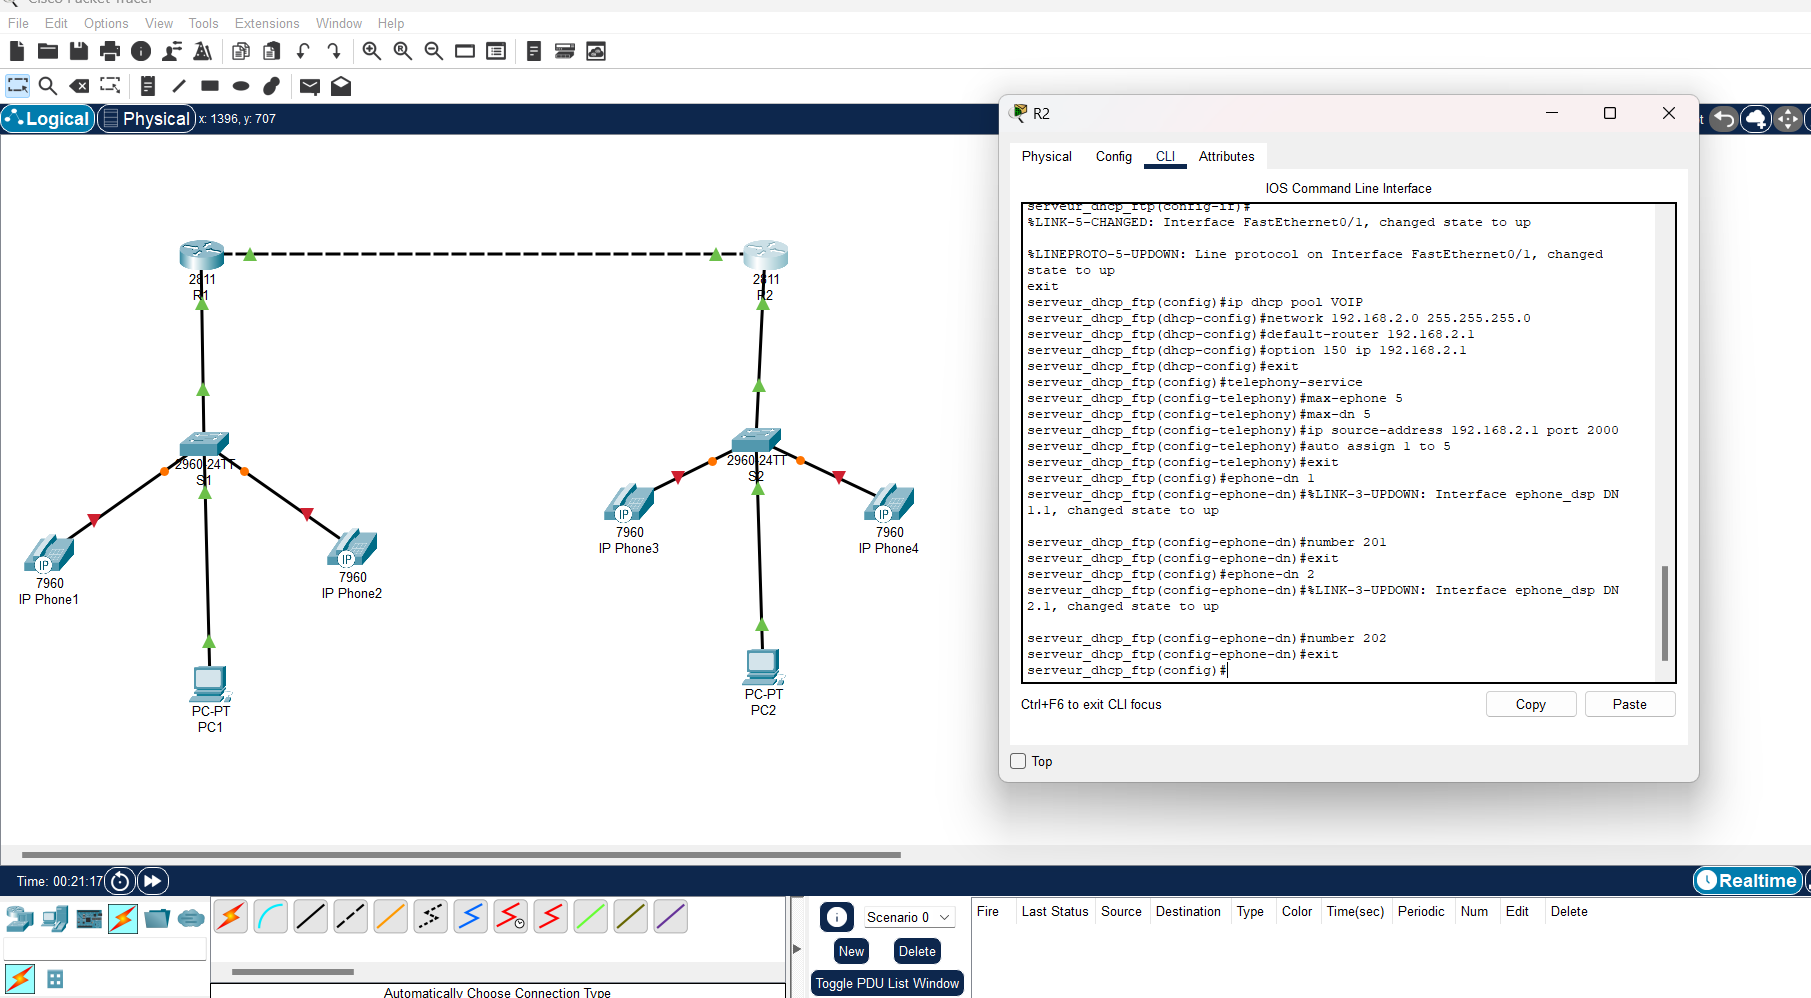 Cisco Packet Tracer
File Edit Options View Tools Extensions Window Help
Logical Physical x: 1396, y: 707
R2
Physical Config CLI Attributes
IOS Command Line Interface
serveur_dhcp_ftp(config-if)#
%LINK-5-CHANGED: Interface FastEthernet0/1, changed state to up
%LINEPROTO-5-UPDOWN: Line protocol on Interface FastEthernet0/1, changed
state to up
exit
serveur_dhcp_ftp(config)#ip dhcp pool VOIP
serveur_dhcp_ftp(dhcp-config)#network 192.168.2.0 255.255.255.0
serveur_dhcp_ftp(dhcp-config)#default-router 192.168.2.1
serveur_dhcp_ftp(dhcp-config)#option 150 ip 192.168.2.1
serveur_dhcp_ftp(dhcp-config)#exit
serveur_dhcp_ftp(config)#telephony-service
serveur_dhcp_ftp(config-telephony)#max-ephone 5
serveur_dhcp_ftp(config-telephony)#max-dn 5
serveur_dhcp_ftp(config-telephony)#ip source-address 192.168.2.1 port 2000
serveur_dhcp_ftp(config-telephony)#auto assign 1 to 5
serveur_dhcp_ftp(config-telephony)#exit
serveur_dhcp_ftp(config)#ephone-dn 1
serveur_dhcp_ftp(config-ephone-dn)#%LINK-3-UPDOWN: Interface ephone_dsp DN
1.1, changed state to up
serveur_dhcp_ftp(config-ephone-dn)#number 201
serveur_dhcp_ftp(config-ephone-dn)#exit
serveur_dhcp_ftp(config)#ephone-dn 2
serveur_dhcp_ftp(config-ephone-dn)#%LINK-3-UPDOWN: Interface ephone_dsp DN
2.1, changed state to up
serveur_dhcp_ftp(config-ephone-dn)#number 202
serveur_dhcp_ftp(config-ephone-dn)#exit
serveur_dhcp_ftp(config)#
Ctrl+F6 to exit CLI focus
Copy
Paste
Top
2811
R1
2811
R2
2960-24TT
S1
2960-24TT
S2
IP
7960
IP Phone1
IP
7960
IP Phone2
IP
7960
IP Phone3
IP
7960
IP Phone4
PC-PT
PC1
PC-PT
PC2
Time: 00:21:17
Realtime
Scenario 0
New
Delete
Toggle PDU List Window
Fire Last Status Source Destination Type Color Time(sec) Periodic Num Edit Delete
Automatically Choose Connection Type